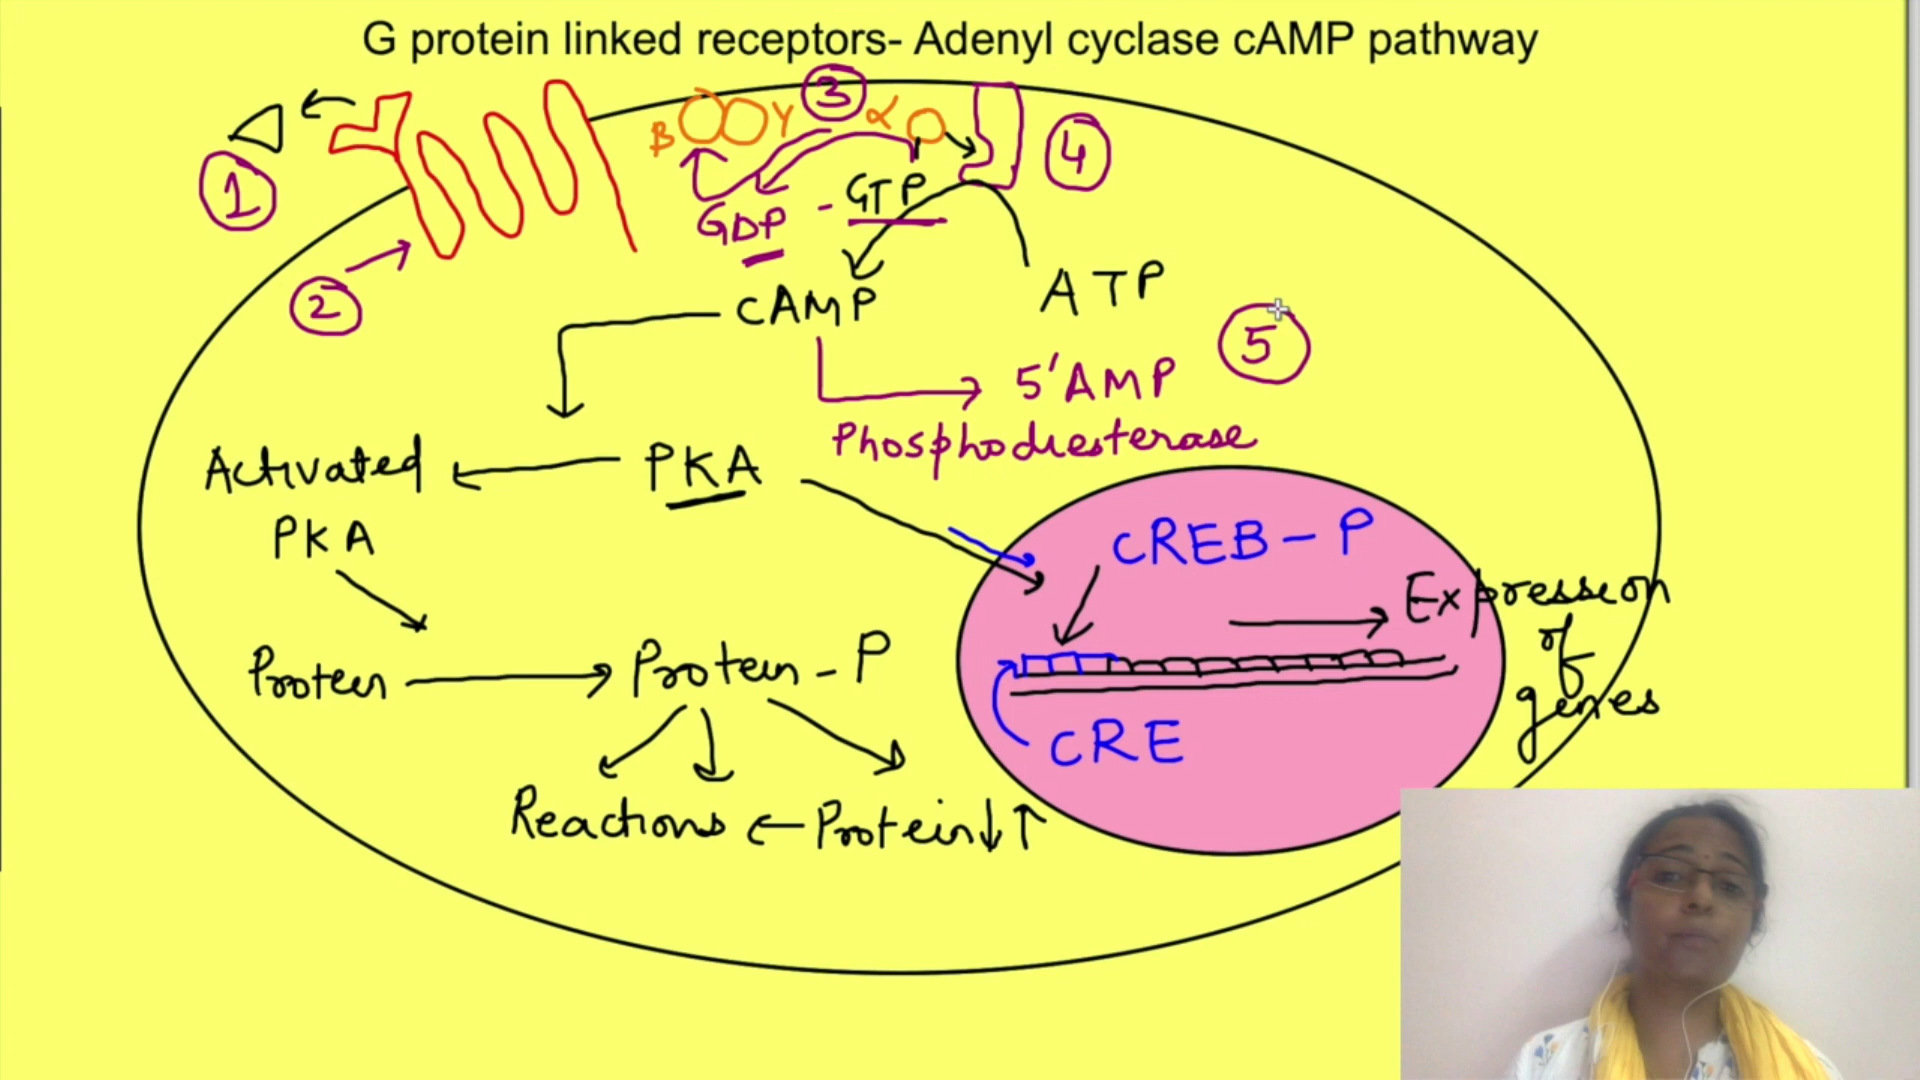 G protein linked receptors- Adenyl cyclase cAMP pathway
3
B γ α
4
1
GDP - GTP
2
cAMP
ATP
5
5'AMP
Phosphodiesterase
Activated
PKA
PKA
CREB - P
Expression
of
genes
Protein
Protein - P
CRE
Reactions ← Protein ↓↑